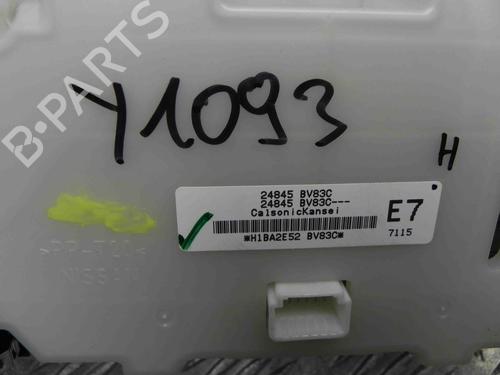 B-PARTS
Y1093
H
24845 BV83C
24845 BV83C---
CalsonicKansei
*H1BA2E52 BV83C*
E7
7115
NISSAN